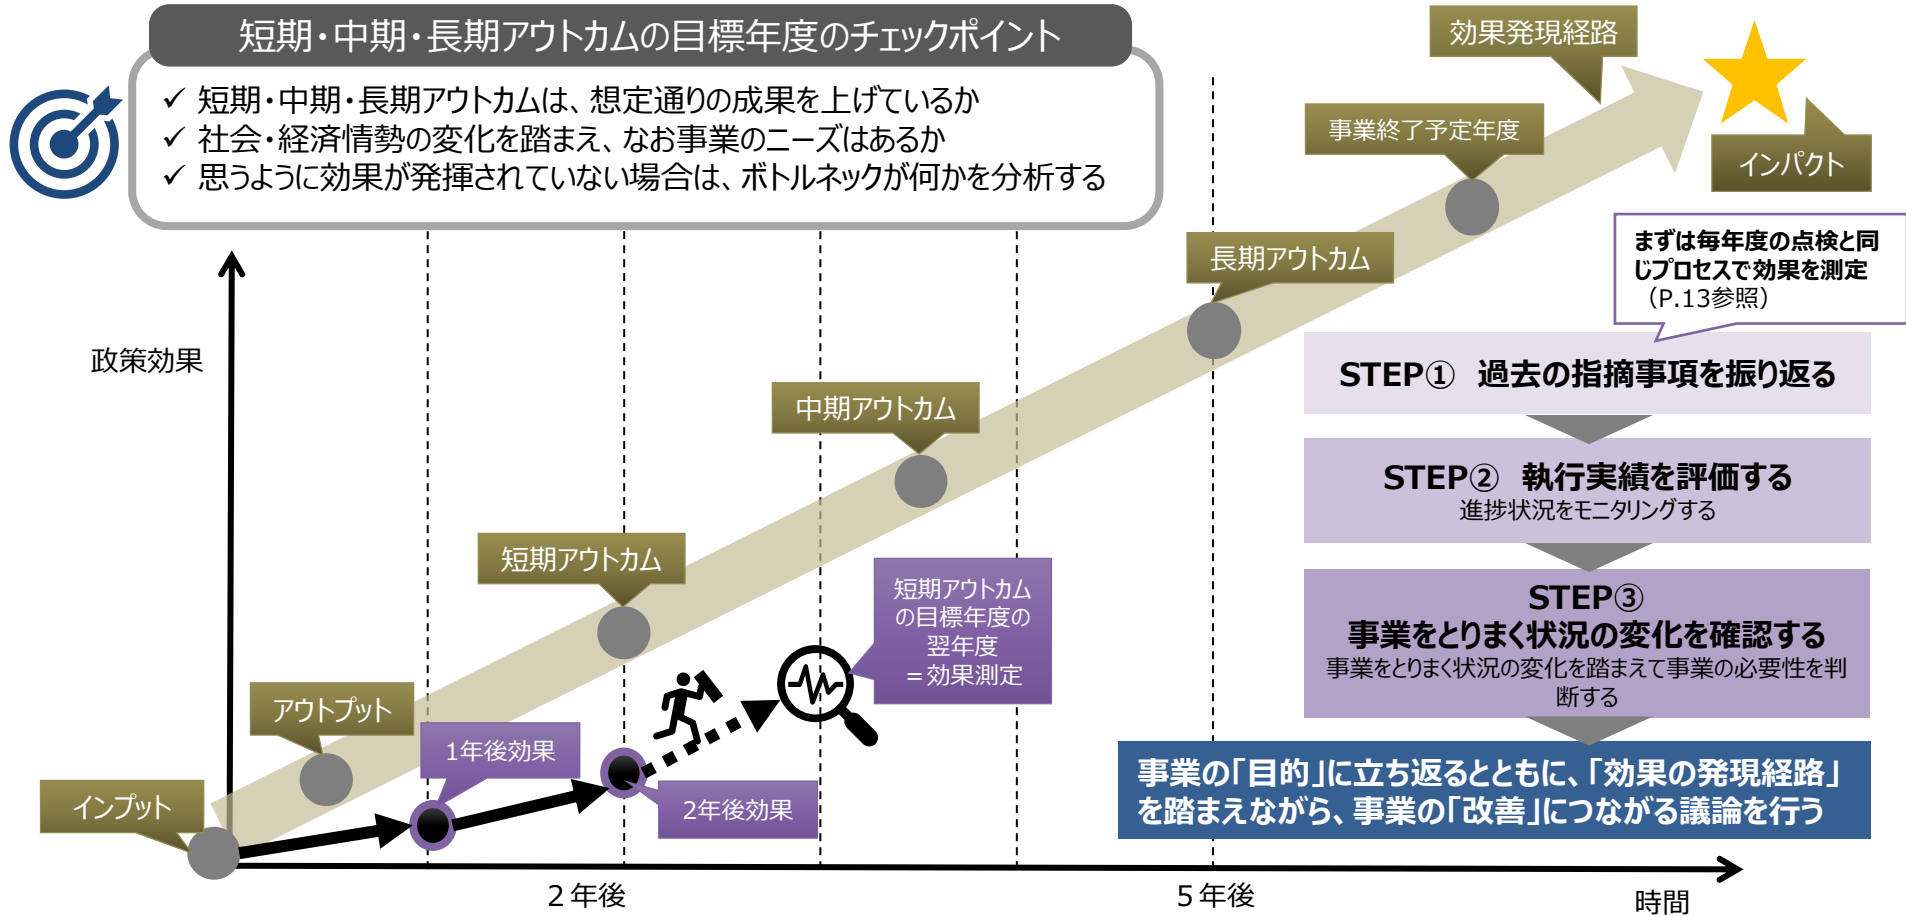 短期・中期・長期アウトカムの目標年度のチェックポイント
✓ 短期・中期・長期アウトカムは、想定通りの成果を上げているか
✓ 社会・経済情勢の変化を踏まえ、なお事業のニーズはあるか
✓ 思うように効果が発揮されていない場合は、ボトルネックが何かを分析する
効果発現経路
事業終了予定年度
インパクト
長期アウトカム
まずは毎年度の点検と同
じプロセスで効果を測定
（P.13参照）
政策効果
STEP① 過去の指摘事項を振り返る
中期アウトカム
STEP② 執行実績を評価する
進捗状況をモニタリングする
短期アウトカム
短期アウトカム
の目標年度の
翌年度
＝効果測定
STEP③
事業をとりまく状況の変化を確認する
事業をとりまく状況の変化を踏まえて事業の必要性を判
断する
アウトプット
1年後効果
インプット
2年後効果
事業の「目的」に立ち返るとともに、「効果の発現経路」
を踏まえながら、事業の「改善」につながる議論を行う
２年後
５年後
時間